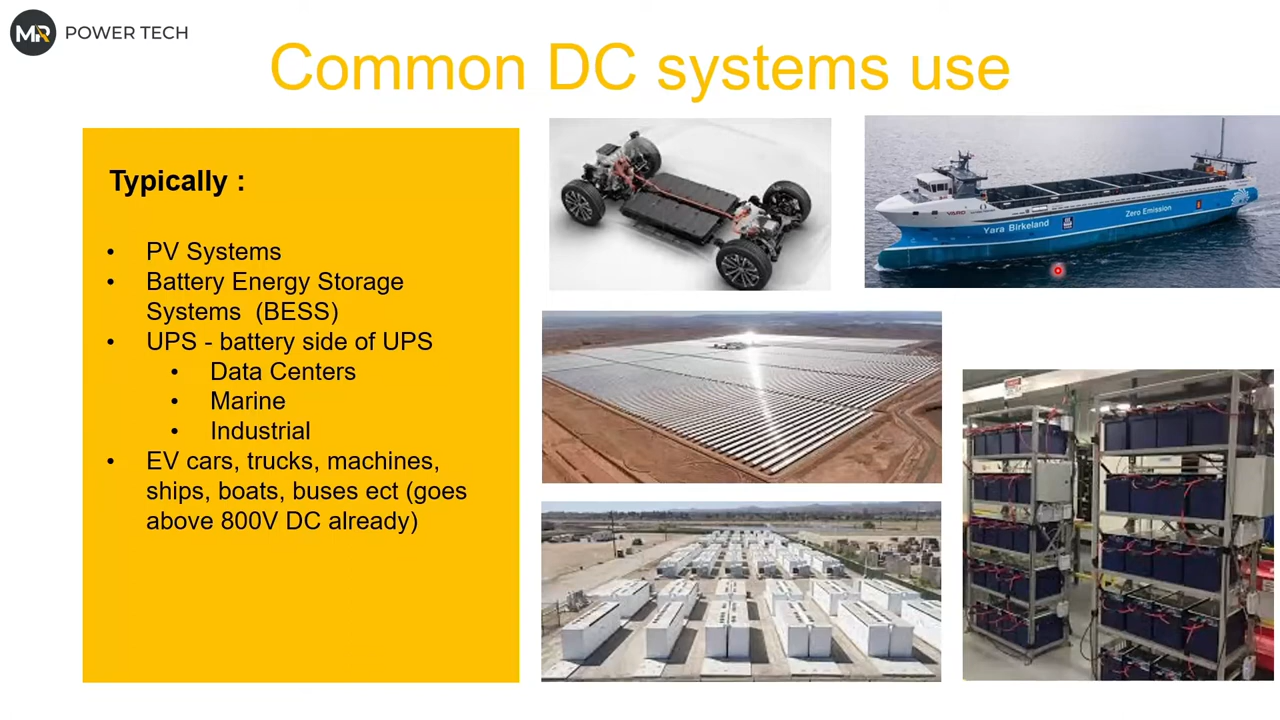 MR POWER TECH
Common DC systems use
Typically :
• PV Systems
• Battery Energy Storage
Systems (BESS)
• UPS - battery side of UPS
• Data Centers
• Marine
• Industrial
• EV cars, trucks, machines,
ships, boats, buses ect (goes
above 800V DC already)
YARA
Yara Birkeland
Zero Emission